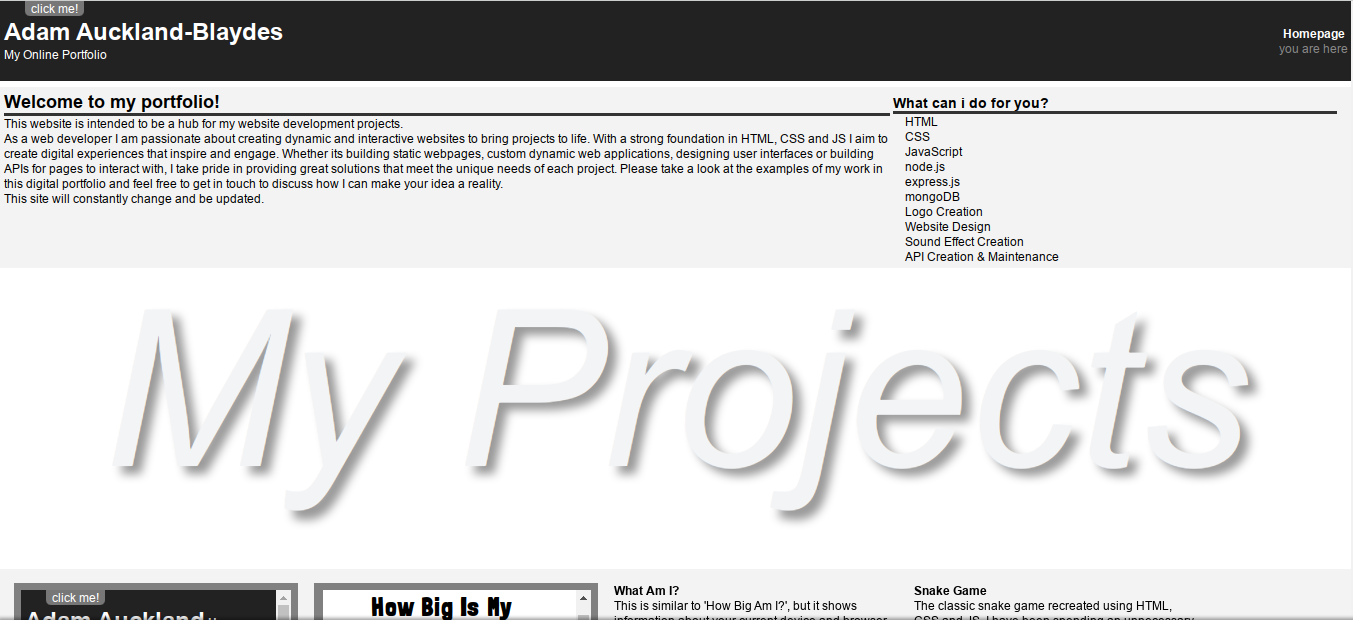 click me!
Adam Auckland-Blaydes
My Online Portfolio
Homepage
you are here
Welcome to my portfolio!
This website is intended to be a hub for my website development projects.
As a web developer I am passionate about creating dynamic and interactive websites to bring projects to life. With a strong foundation in HTML, CSS and JS I aim to
create digital experiences that inspire and engage. Whether its building static webpages, custom dynamic web applications, designing user interfaces or building
APIs for pages to interact with, I take pride in providing great solutions that meet the unique needs of each project. Please take a look at the examples of my work in
this digital portfolio and feel free to get in touch to discuss how I can make your idea a reality.
This site will constantly change and be updated.
What can i do for you?
HTML
CSS
JavaScript
node.js
express.js
mongoDB
Logo Creation
Website Design
Sound Effect Creation
API Creation & Maintenance
My Projects
click me!
Adam Auckland
How Big Is My
What Am I?
This is similar to 'How Big Am I?', but it shows
information about your current device and browser
Snake Game
The classic snake game recreated using HTML,
CSS and JS. I have been spending an unnecessary